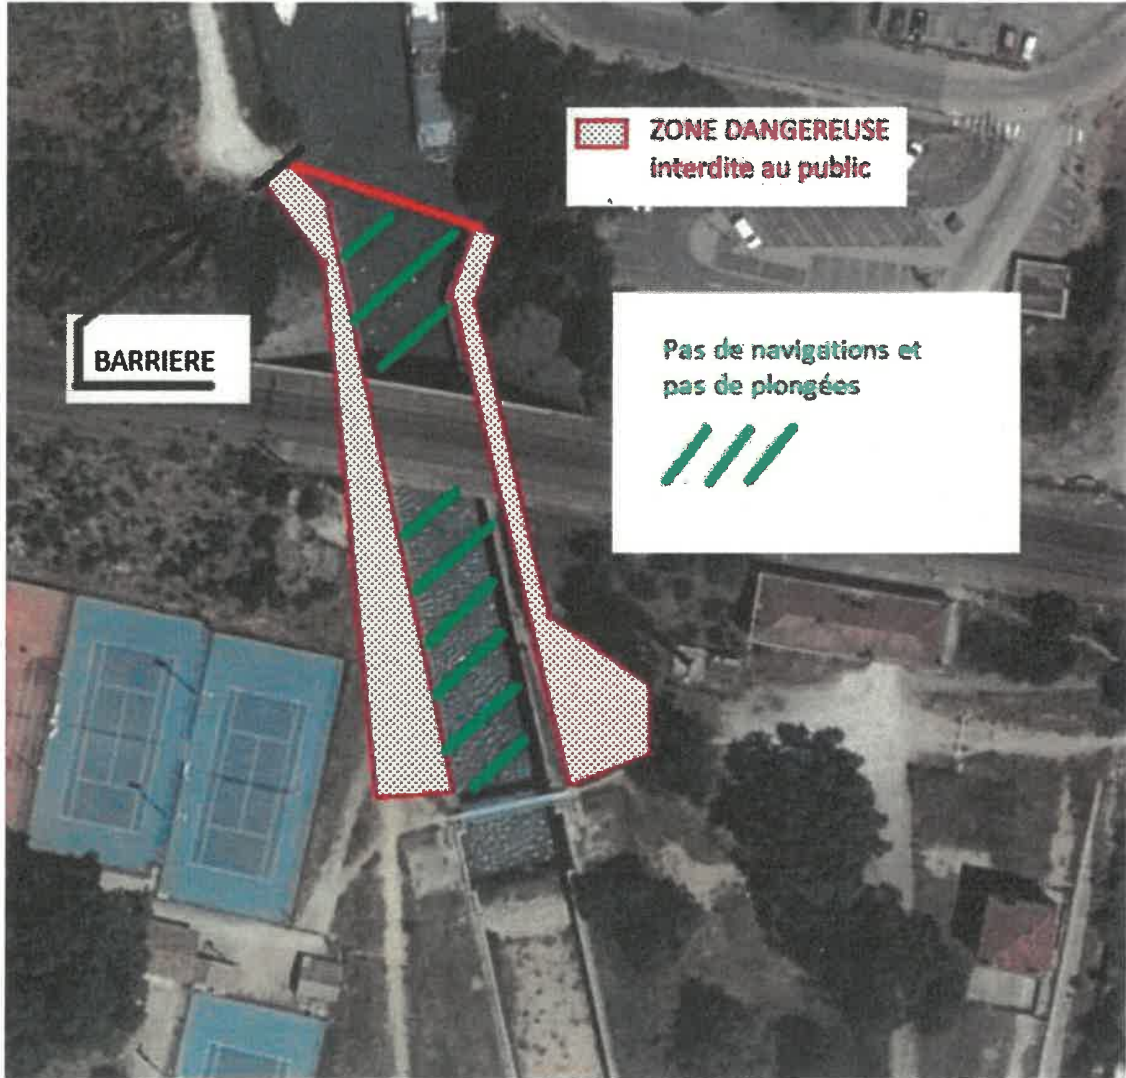 ZONE DANGEREUSE
interdite au public
BARRIERE
Pas de navigations et
pas de plongées